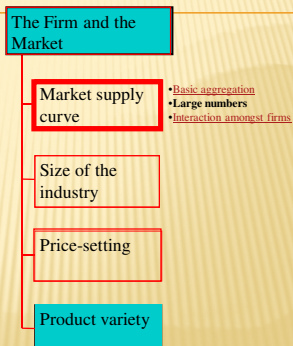 The Firm and the
Market
Market supply
curve
•Basic aggregation
•Large numbers
•Interaction amongst firms
Size of the
industry
Price-setting
Product variety